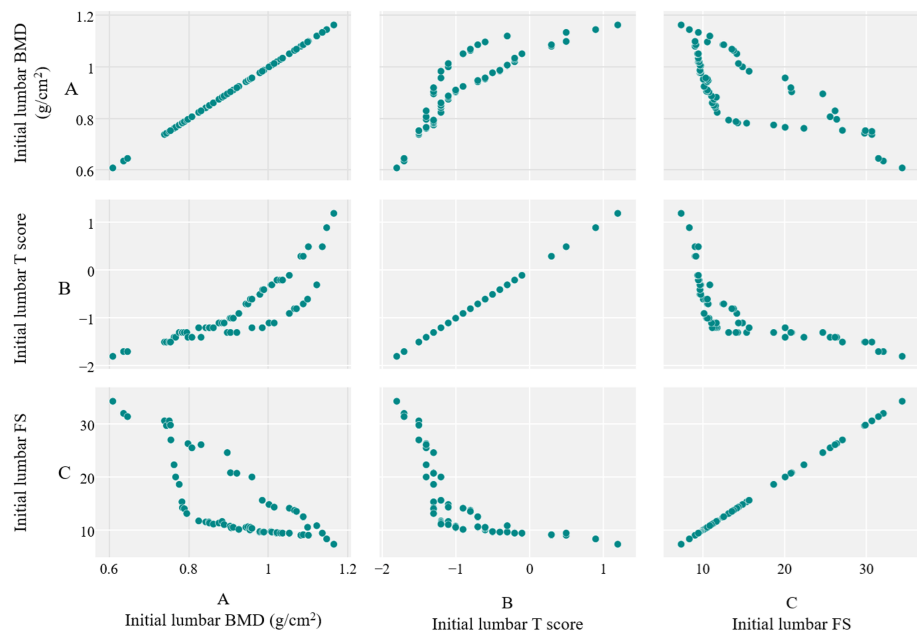 Initial lumbar BMD
(g/cm²)
A
1.2
1
0.8
0.6
Initial lumbar T score
B
1
0
−1
−2
Initial lumbar FS
C
30
20
10
0.6
0.8
1
1.2
−2
−1
0
1
10
20
30
A
B
C
Initial lumbar BMD (g/cm²)
Initial lumbar T score
Initial lumbar FS